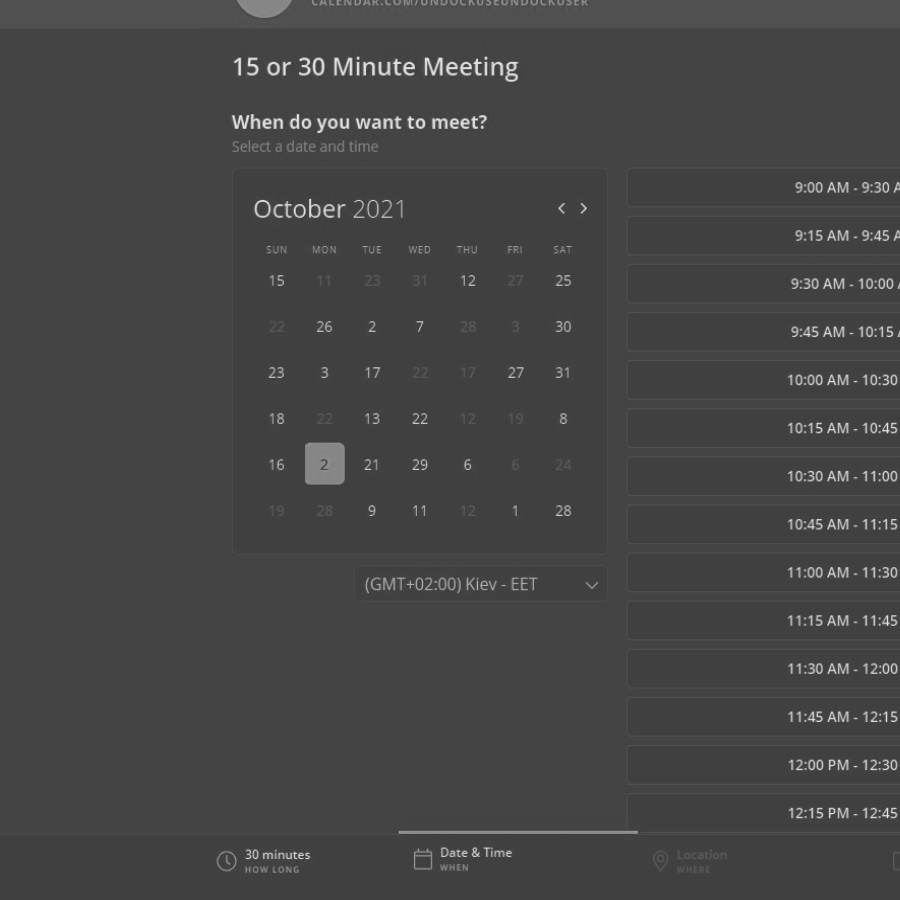 CALENDAR.COM/UNDOCKUSEUNDOCKUSER
15 or 30 Minute Meeting
When do you want to meet?
Select a date and time
October 2021
SUN MON TUE WED THU FRI SAT
15 11 23 31 12 27 25
22 26 2 7 28 3 30
23 3 17 22 17 27 31
18 22 13 22 12 19 8
16 2 21 29 6 6 24
19 28 9 11 12 1 28
(GMT+02:00) Kiev - EET
9:00 AM - 9:30 A
9:15 AM - 9:45 A
9:30 AM - 10:00 A
9:45 AM - 10:15 A
10:00 AM - 10:30
10:15 AM - 10:45
10:30 AM - 11:00
10:45 AM - 11:15
11:00 AM - 11:30
11:15 AM - 11:45
11:30 AM - 12:00
11:45 AM - 12:15
12:00 PM - 12:30
12:15 PM - 12:45
30 minutes
HOW LONG
Date & Time
WHEN
Location
WHERE